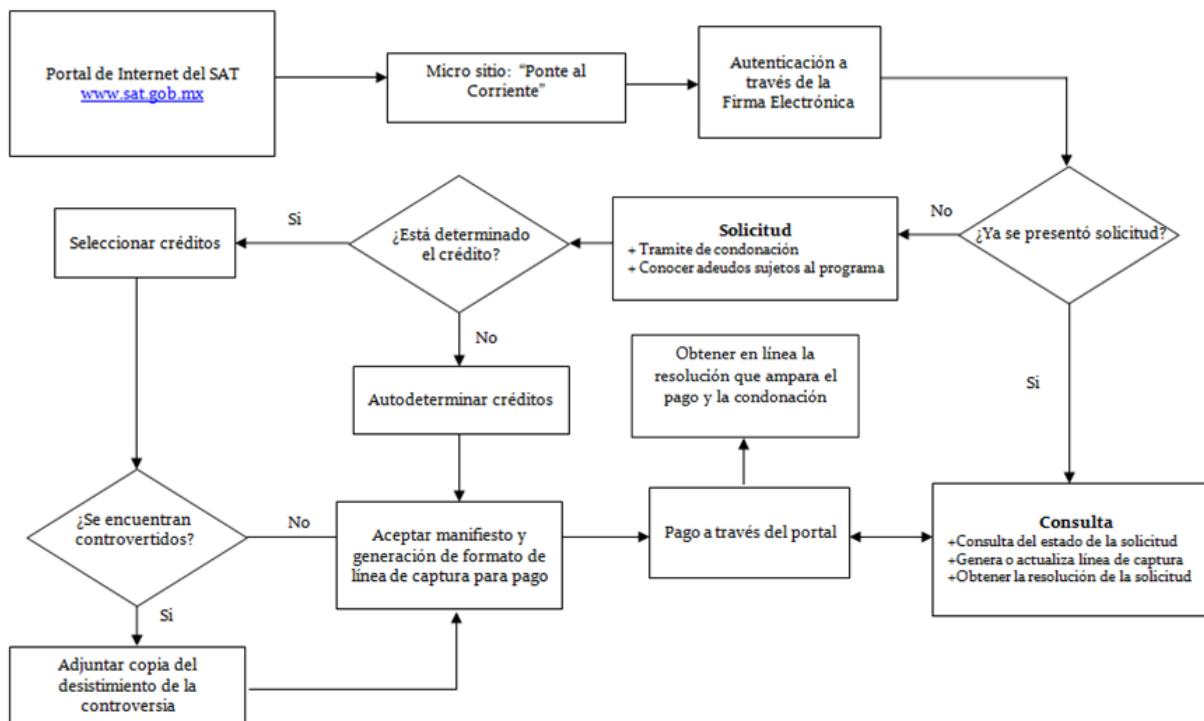 Portal de Internet del SAT
www.sat.gob.mx
Micro sitio: “Ponte al
Corriente”
Autenticación a
través de la
Firma Electrónica
¿Ya se presentó solicitud?
No
Solicitud
+ Tramite de condonación
+ Conocer adeudos sujetos al programa
¿Está determinado
el crédito?
Si
Seleccionar créditos
No
Autodeterminar créditos
Obtener en línea la
resolución que ampara el
pago y la condonación
Si
¿Se encuentran
controvertidos?
No
Aceptar manifiesto y
generación de formato de
línea de captura para pago
Pago a través del portal
Consulta
+Consulta del estado de la solicitud
+Genera o actualiza línea de captura
+Obtener la resolución de la solicitud
Si
Adjuntar copia del
desistimiento de la
controversia